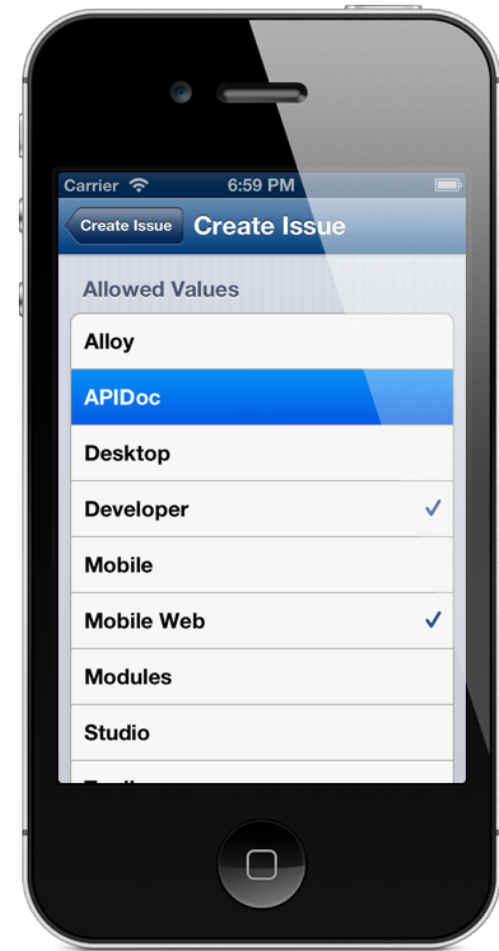 Carrier 6:59 PM
Create Issue Create Issue
Allowed Values
Alloy
APIDoc
Desktop
Developer
Mobile
Mobile Web
Modules
Studio